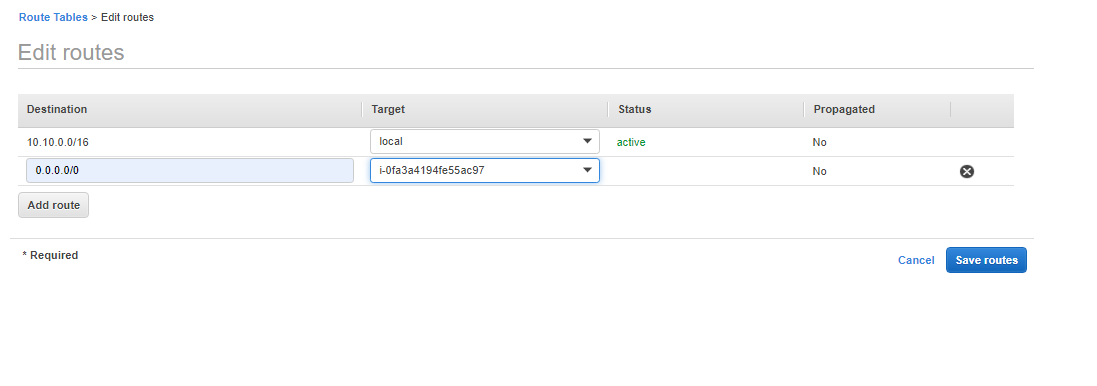 Route Tables > Edit routes
Edit routes
Destination Target Status Propagated
10.10.0.0/16 local active No
0.0.0.0/0 i-0fa3a4194fe55ac97 No
Add route
* Required
Cancel Save routes